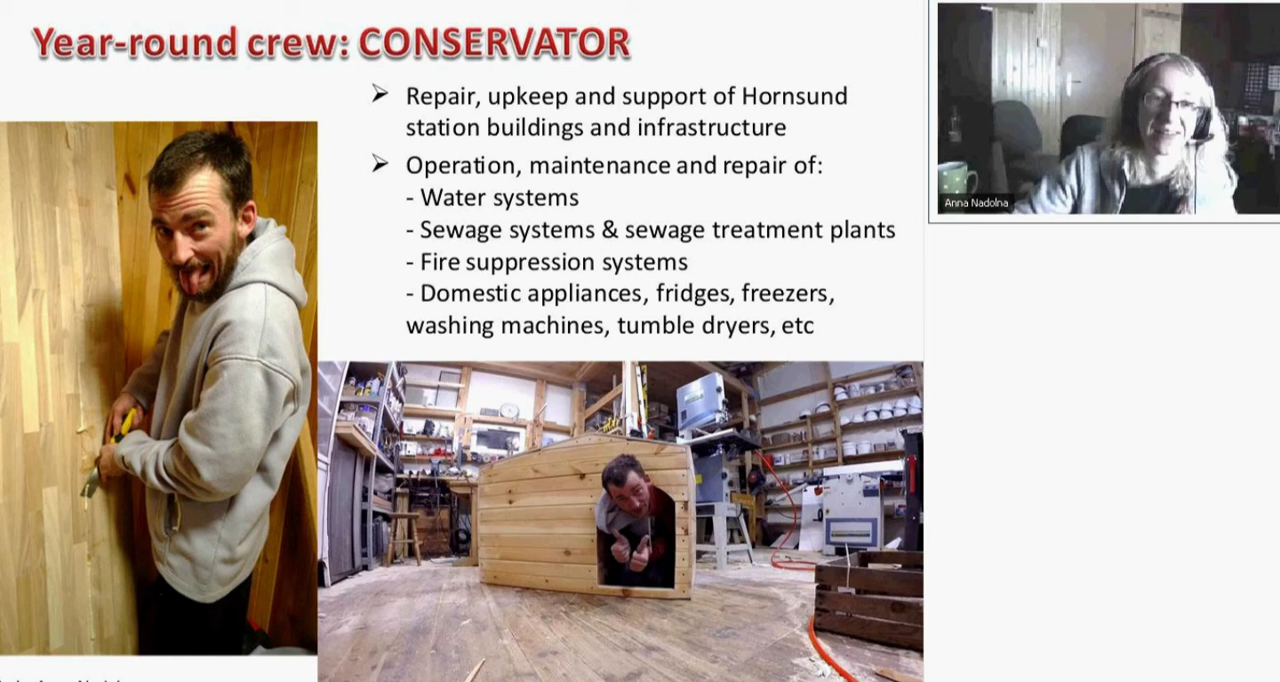 Year-round crew: CONSERVATOR
➤ Repair, upkeep and support of Hornsund
station buildings and infrastructure
➤ Operation, maintenance and repair of:
- Water systems
- Sewage systems & sewage treatment plants
- Fire suppression systems
- Domestic appliances, fridges, freezers,
washing machines, tumble dryers, etc
Anna Nadolna